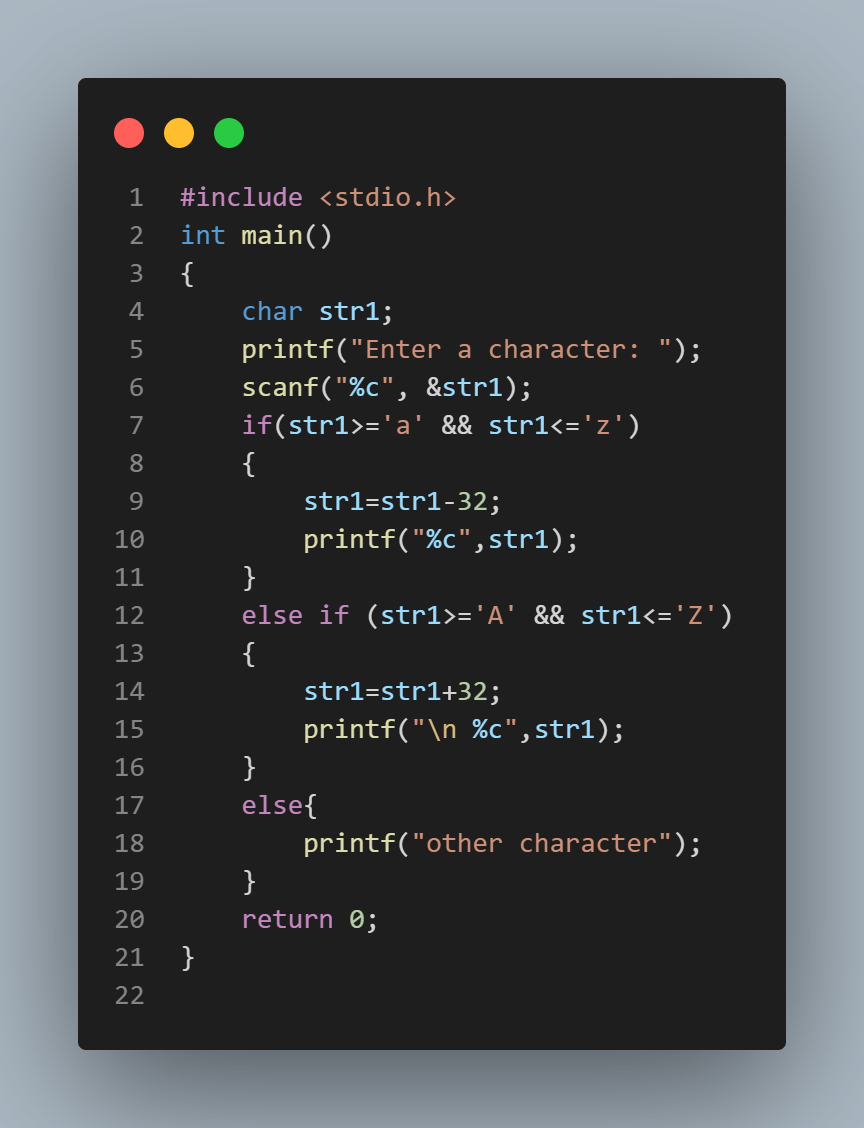 1 #include <stdio.h>
2 int main()
3 {
4     char str1;
5     printf("Enter a character: ");
6     scanf("%c", &str1);
7     if(str1>='a' && str1<='z')
8     {
9         str1=str1-32;
10         printf("%c",str1);
11     }
12     else if (str1>='A' && str1<='Z')
13     {
14         str1=str1+32;
15         printf("\n %c",str1);
16     }
17     else{
18         printf("other character");
19     }
20     return 0;
21 }
22